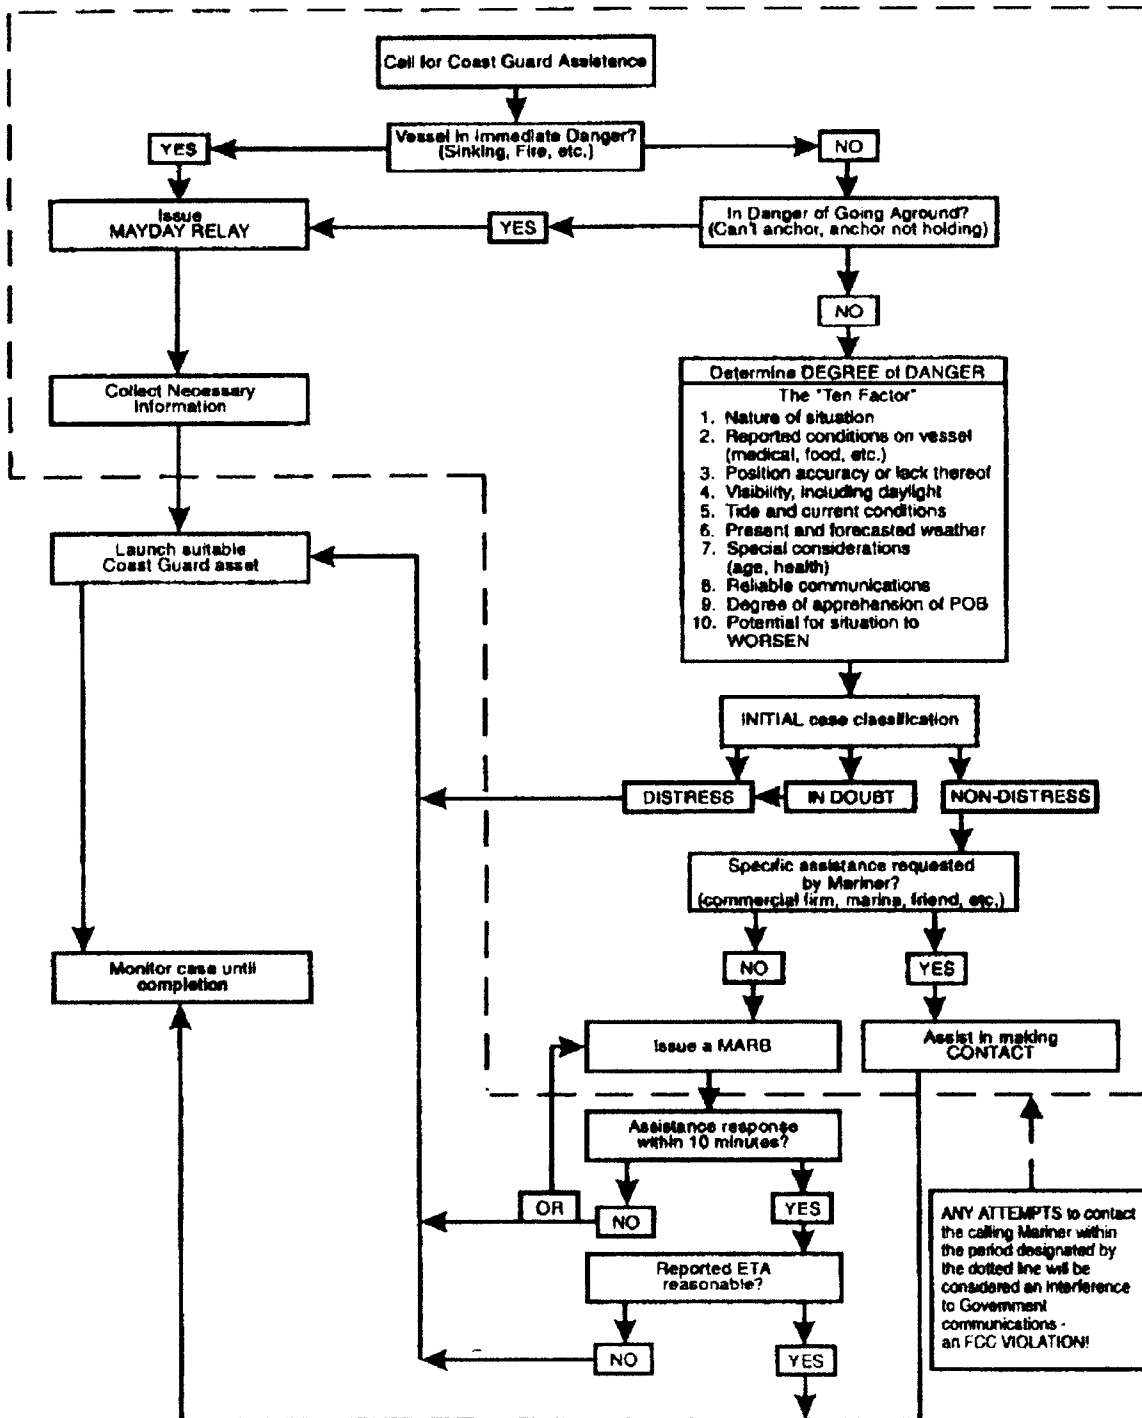 Call for Coast Guard Assistance
Vessel in Immediate Danger?
(Sinking, Fire, etc.)
YES
NO
Issue
MAYDAY RELAY
YES
In Danger of Going Aground?
(Can't anchor, anchor not holding)
NO
Collect Necessary
Information
Determine DEGREE of DANGER
The "Ten Factor"
1. Nature of situation
2. Reported conditions on vessel
(medical, food, etc.)
3. Position accuracy or lack thereof
4. Visibility, including daylight
5. Tide and current conditions
6. Present and forecasted weather
7. Special considerations
(age, health)
8. Reliable communications
9. Degree of apprehension of POB
10. Potential for situation to
WORSEN
Launch suitable
Coast Guard asset
INITIAL case classification
DISTRESS
IN DOUBT
NON-DISTRESS
Specific assistance requested
by Mariner?
(commercial firm, marina, friend, etc.)
NO
YES
Monitor case until
completion
Issue a MARB
Assist in making
CONTACT
Assistance response
within 10 minutes?
OR
NO
YES
Reported ETA
reasonable?
NO
YES
ANY ATTEMPTS to contact
the calling Mariner within
the period designated by
the dotted line will be
considered an interference
to Government
communications -
an FCC VIOLATION!